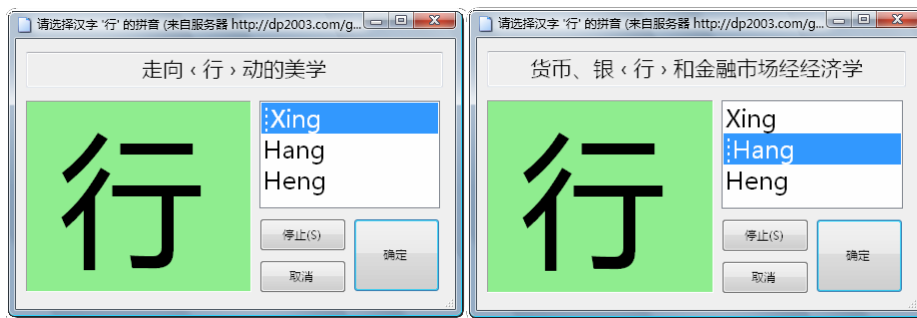 请选择汉字 '行' 的拼音 (来自服务器 http://dp2003.com/g...
走向 ‹ 行 › 动的美学
行
Xing
Hang
Heng
停止(S)
取消
确定
请选择汉字 '行' 的拼音 (来自服务器 http://dp2003.com/g...
货币、银 ‹ 行 › 和金融市场经经济学
行
Xing
Hang
Heng
停止(S)
取消
确定